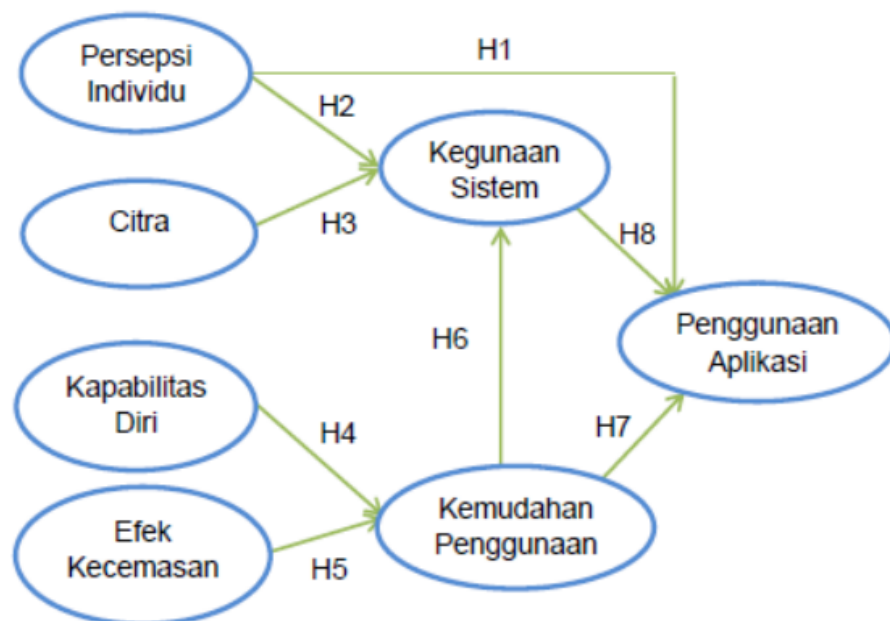 Persepsi
Individu
H1
H2
Kegunaan
Sistem
Citra
H3
H8
H6
Penggunaan
Aplikasi
Kapabilitas
Diri
H4
H7
Kemudahan
Penggunaan
Efek
Kecemasan
H5